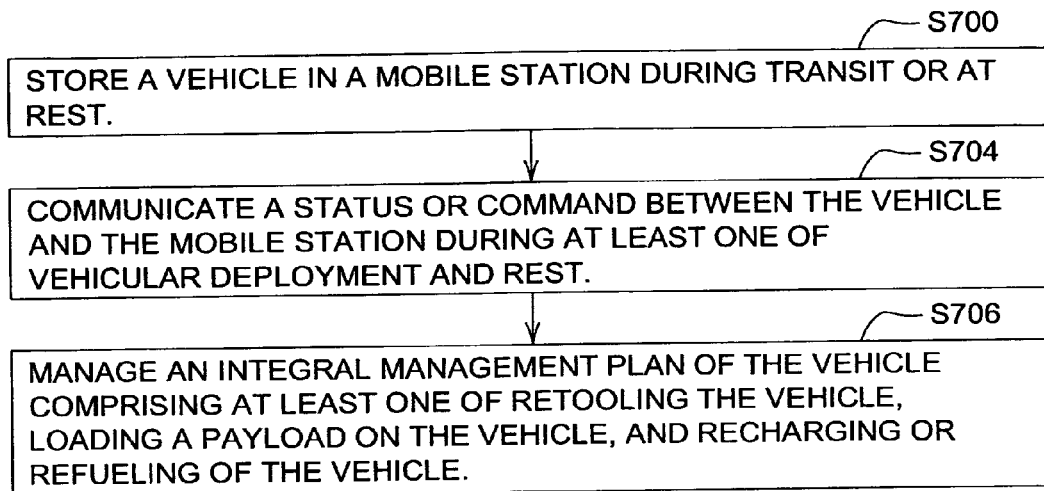 S700
STORE A VEHICLE IN A MOBILE STATION DURING TRANSIT OR AT
REST.
S704
COMMUNICATE A STATUS OR COMMAND BETWEEN THE VEHICLE
AND THE MOBILE STATION DURING AT LEAST ONE OF
VEHICULAR DEPLOYMENT AND REST.
S706
MANAGE AN INTEGRAL MANAGEMENT PLAN OF THE VEHICLE
COMPRISING AT LEAST ONE OF RETOOLING THE VEHICLE,
LOADING A PAYLOAD ON THE VEHICLE, AND RECHARGING OR
REFUELING OF THE VEHICLE.